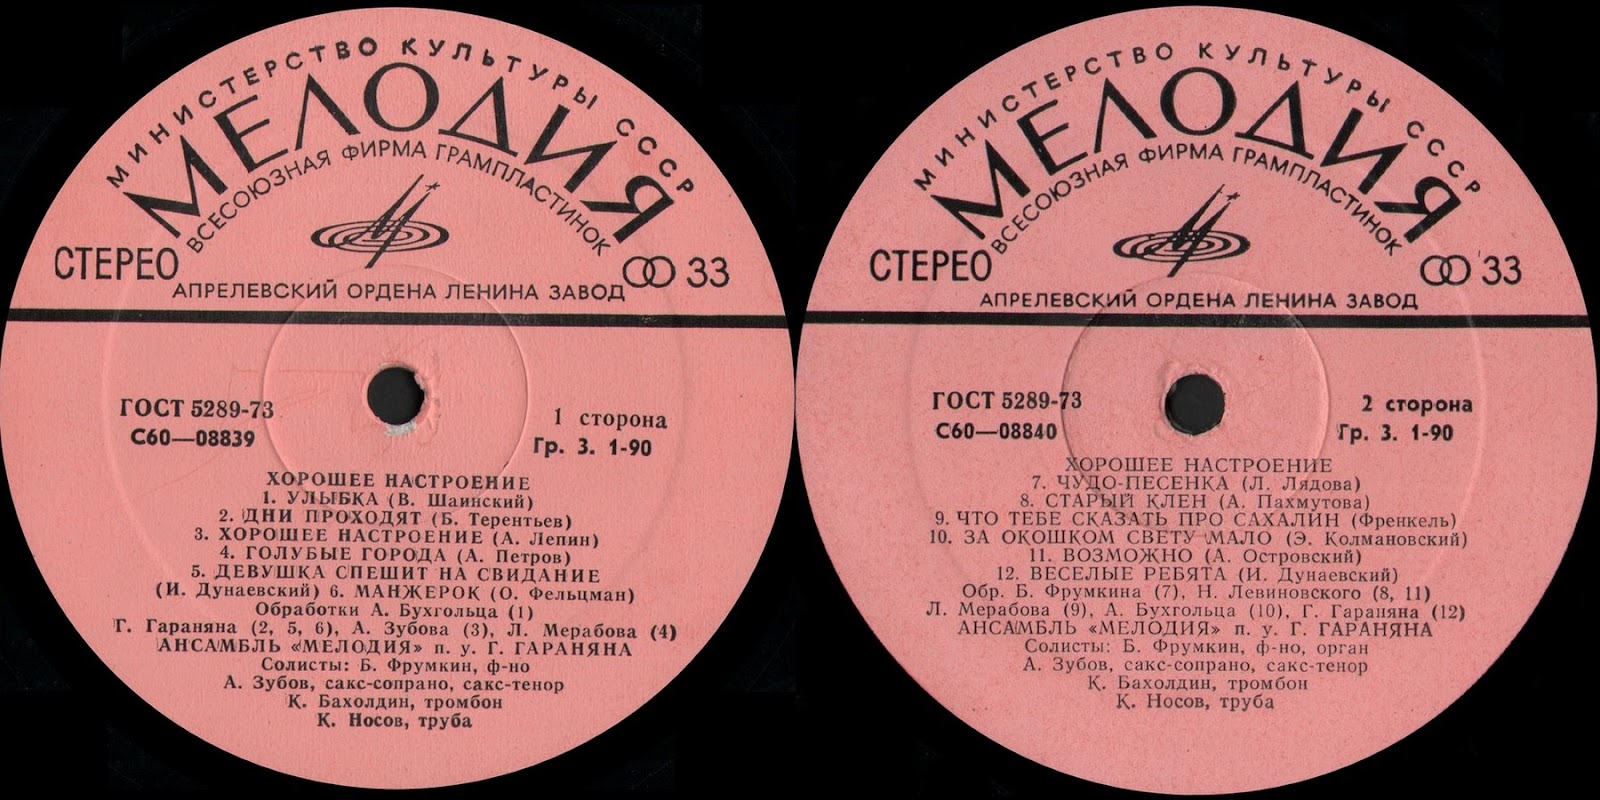 МИНИСТЕРСТВО КУЛЬТУРЫ СССР
МЕЛОДИЯ
ВСЕСОЮЗНАЯ ФИРМА ГРАМПЛАСТИНОК
СТЕРЕО
33
АПРЕЛЕВСКИЙ ОРДЕНА ЛЕНИНА ЗАВОД
ГОСТ 5289-73
С60—08839
1 сторона
Гр. 3. 1-90
ХОРОШЕЕ НАСТРОЕНИЕ
1. УЛЫБКА (В. Шаинский)
2. ДНИ ПРОХОДЯТ (Б. Терентьев)
3. ХОРОШЕЕ НАСТРОЕНИЕ (А. Лепин)
4. ГОЛУБЫЕ ГОРОДА (А. Петров)
5. ДЕВУШКА СПЕШИТ НА СВИДАНИЕ
(И. Дунаевский) 6. МАНЖЕРОК (О. Фельцман)
Обработки А. Бухгольца (1)
Г. Гараняна (2, 5, 6), А. Зубова (3), Л. Мерабова (4)
АНСАМБЛЬ «МЕЛОДИЯ» п. у. Г. ГАРАНЯНА
Солисты: Б. Фрумкин, ф-но
А. Зубов, сакс-сопрано, сакс-тенор
К. Бахолдин, тромбон
К. Носов, труба
МИНИСТЕРСТВО КУЛЬТУРЫ СССР
МЕЛОДИЯ
ВСЕСОЮЗНАЯ ФИРМА ГРАМПЛАСТИНОК
СТЕРЕО
33
АПРЕЛЕВСКИЙ ОРДЕНА ЛЕНИНА ЗАВОД
ГОСТ 5289-73
С60—08840
2 сторона
Гр. 3. 1-90
ХОРОШЕЕ НАСТРОЕНИЕ
7. ЧУДО-ПЕСЕНКА (Л. Лядова)
8. СТАРЫЙ КЛЕН (А. Пахмутова)
9. ЧТО ТЕБЕ СКАЗАТЬ ПРО САХАЛИН (Френкель)
10. ЗА ОКОШКОМ СВЕТУ МАЛО (Э. Колмановский)
11. ВОЗМОЖНО (А. Островский)
12. ВЕСЕЛЫЕ РЕБЯТА (И. Дунаевский)
Обр. Б. Фрумкина (7), Н. Левиновского (8, 11)
Л. Мерабова (9), А. Бухгольца (10), Г. Гараняна (12)
АНСАМБЛЬ «МЕЛОДИЯ» п. у. Г. ГАРАНЯНА
Солисты: Б. Фрумкин, ф-но, орган
А. Зубов, сакс-сопрано, сакс-тенор
К. Бахолдин, тромбон
К. Носов, труба